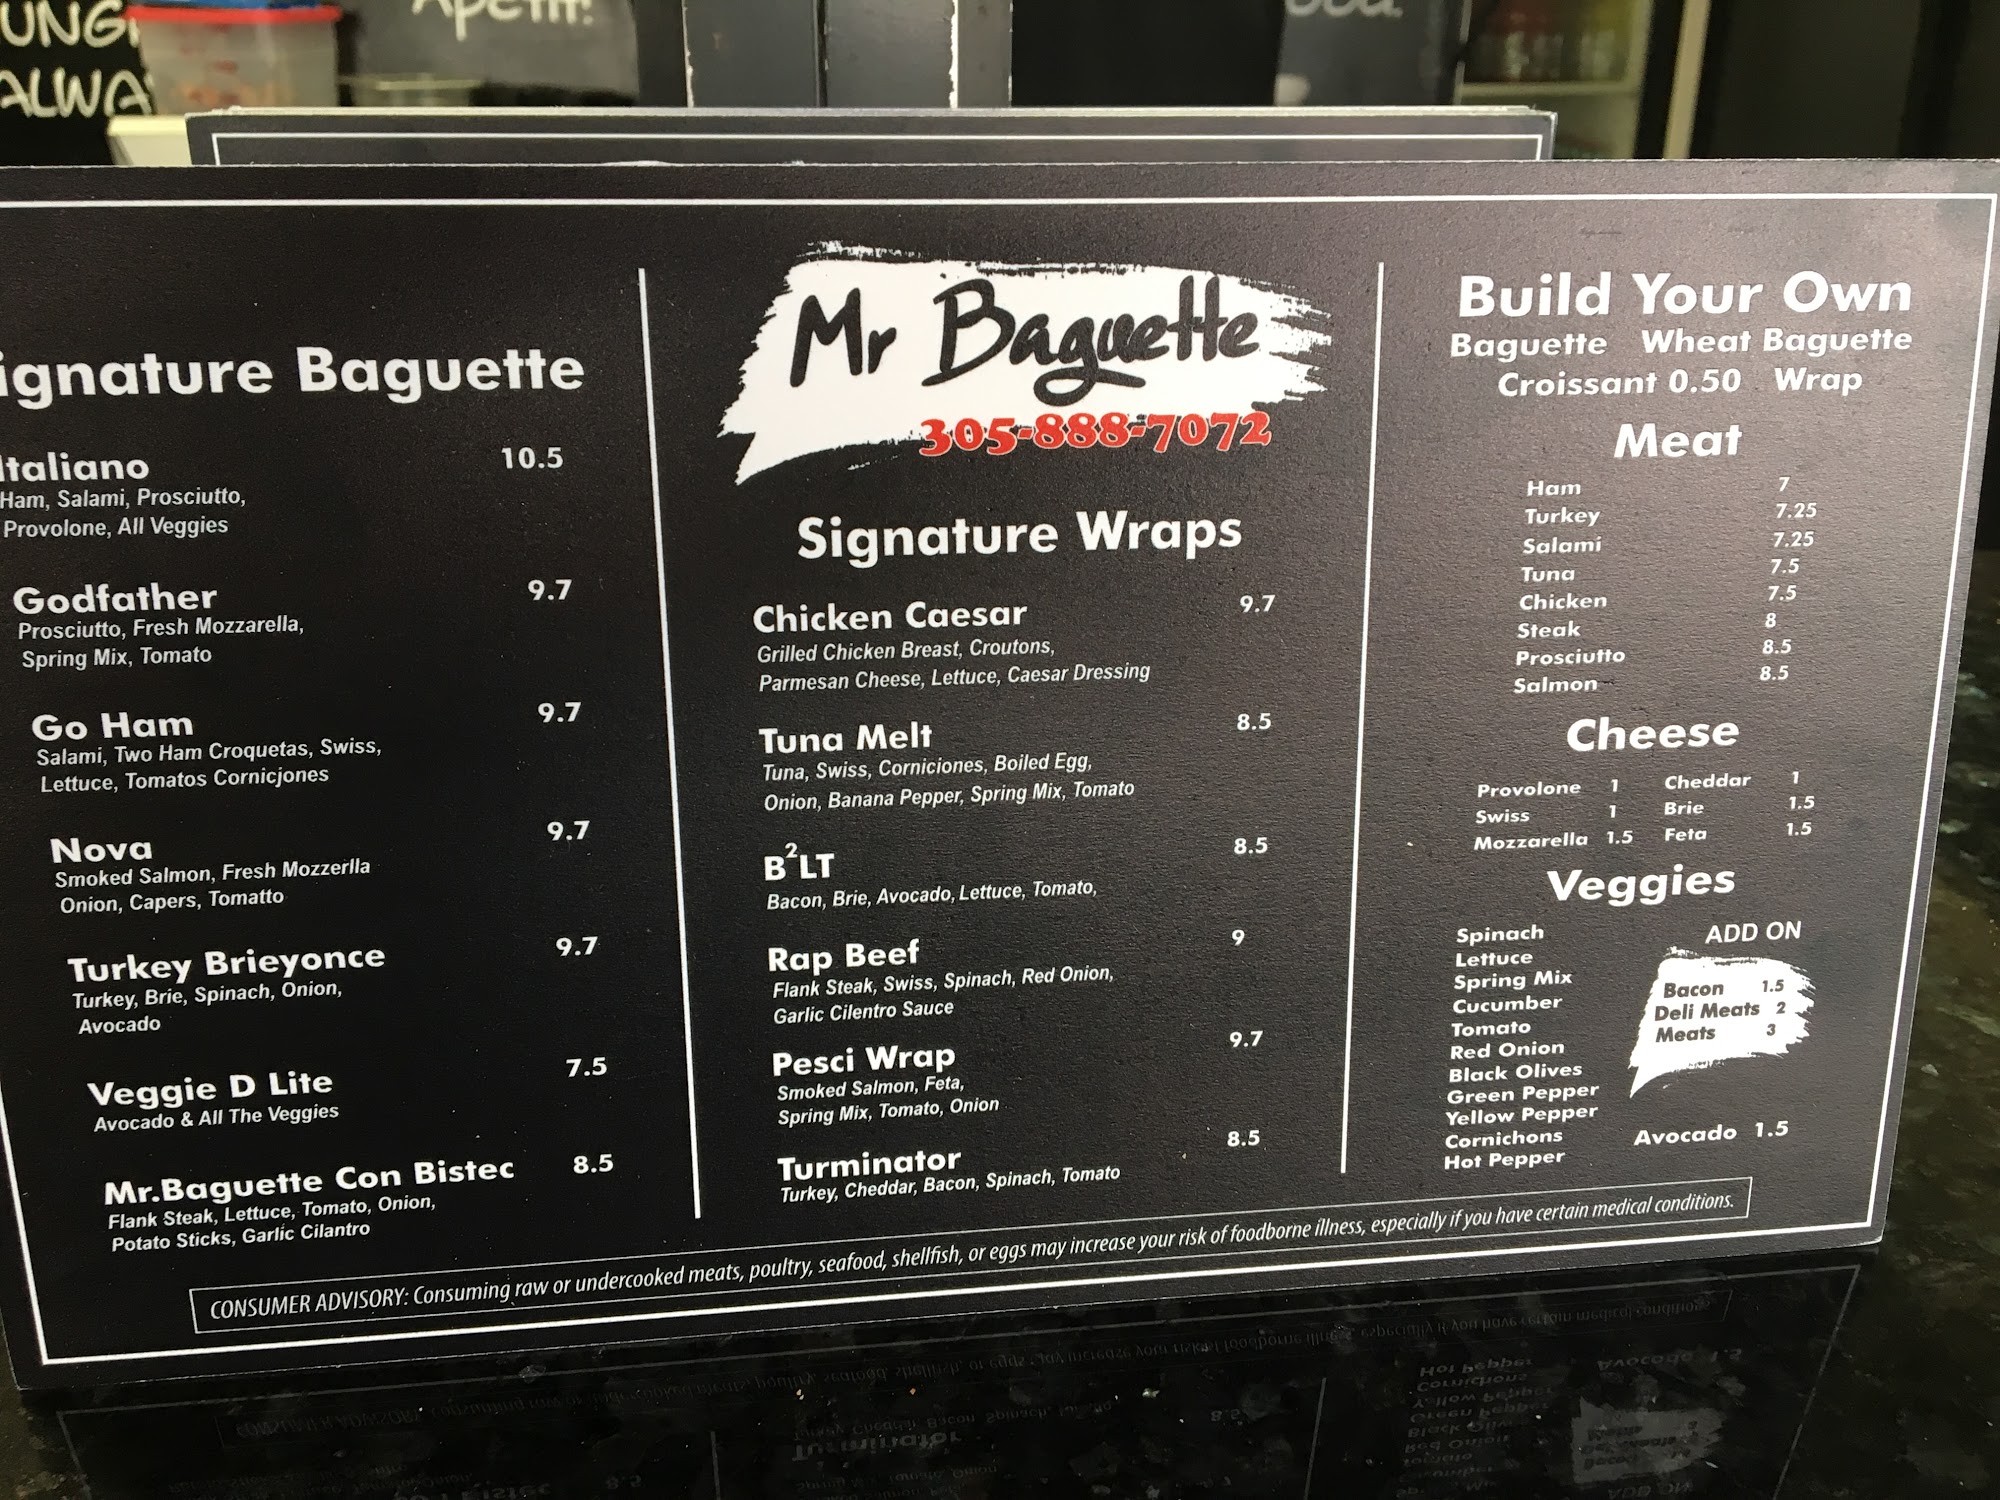 Apetit!
ALWA
ignature Baguette
Italiano 10.5
Ham, Salami, Prosciutto,
Provolone, All Veggies
Godfather 9.7
Prosciutto, Fresh Mozzarella,
Spring Mix, Tomato
Go Ham 9.7
Salami, Two Ham Croquetas, Swiss,
Lettuce, Tomatos Cornicjones
Nova 9.7
Smoked Salmon, Fresh Mozzerlla
Onion, Capers, Tomatto
Turkey Brieyonce 9.7
Turkey, Brie, Spinach, Onion,
Avocado
Veggie D Lite 7.5
Avocado & All The Veggies
Mr.Baguette Con Bistec 8.5
Flank Steak, Lettuce, Tomato, Onion,
Potato Sticks, Garlic Cilantro
Mr Baguette
305-888-7072
Signature Wraps
Chicken Caesar 9.7
Grilled Chicken Breast, Croutons,
Parmesan Cheese, Lettuce, Caesar Dressing
Tuna Melt 8.5
Tuna, Swiss, Corniciones, Boiled Egg,
Onion, Banana Pepper, Spring Mix, Tomato
B²LT 8.5
Bacon, Brie, Avocado, Lettuce, Tomato,
Rap Beef 9
Flank Steak, Swiss, Spinach, Red Onion,
Garlic Cilentro Sauce
Pesci Wrap 9.7
Smoked Salmon, Feta,
Spring Mix, Tomato, Onion
Turminator 8.5
Turkey, Cheddar, Bacon, Spinach, Tomato
Build Your Own
Baguette Wheat Baguette
Croissant 0.50 Wrap
Meat
Ham 7
Turkey 7.25
Salami 7.25
Tuna 7.5
Chicken 7.5
Steak 8
Prosciutto 8.5
Salmon 8.5
Cheese
Provolone 1 Cheddar 1
Swiss 1 Brie 1.5
Mozzarella 1.5 Feta 1.5
Veggies
Spinach
Lettuce
Spring Mix
Cucumber
Tomato
Red Onion
Black Olives
Green Pepper
Yellow Pepper
Cornichons
Hot Pepper
ADD ON
Bacon 1.5
Deli Meats 2
Meats 3
Avocado 1.5
CONSUMER ADVISORY: Consuming raw or undercooked meats, poultry, seafood, shellfish, or eggs may increase your risk of foodborne illness, especially if you have certain medical conditions.